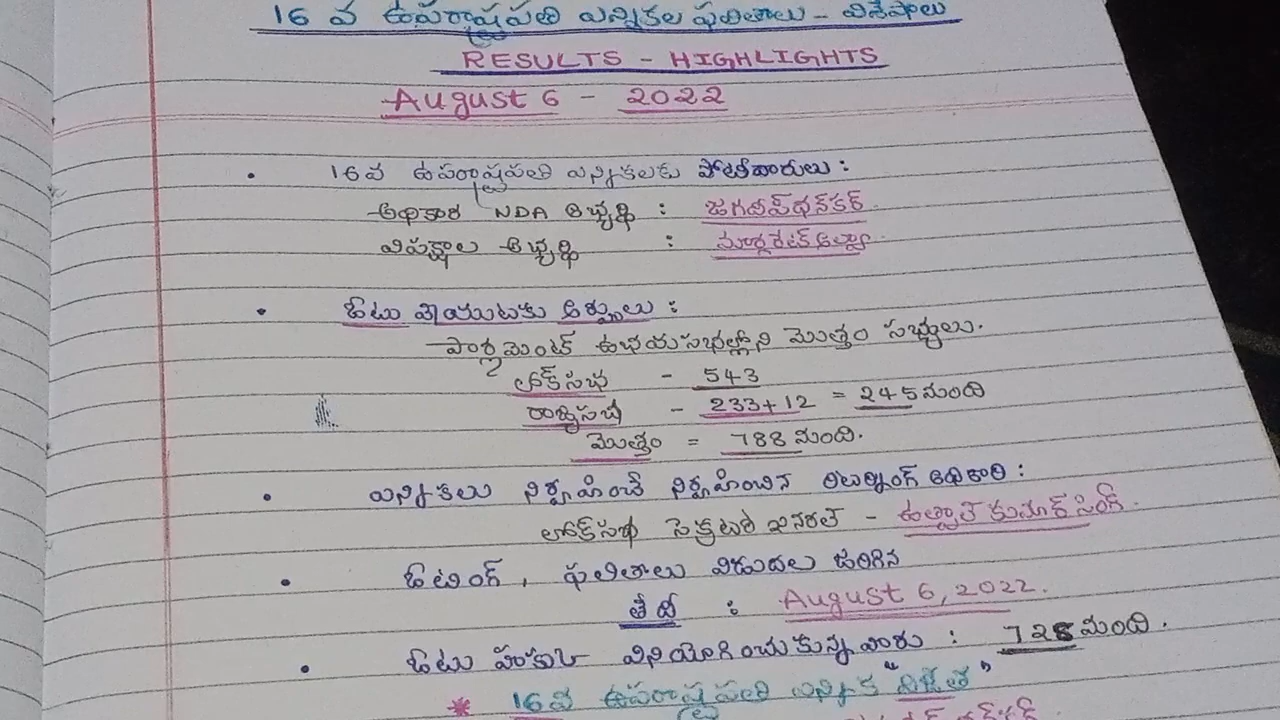 16 వ ఉపరాష్ట్రపతి ఎన్నికల ఫలితాలు - విశేషాలు
RESULTS - HIGHLIGHTS
August 6 - 2022
• 16వ ఉపరాష్ట్రపతి ఎన్నికలకు పోటీదారులు :
అధికార NDA అభ్యర్థి : జగదీప్ ధన్‌కర్
విపక్షాల అభ్యర్థి : మార్గరేట్ ఆల్వా
• ఓటు వేయుటకు అర్హులు :
పార్లమెంట్ ఉభయసభల్లోని మొత్తం సభ్యులు.
లోక్‌సభ - 543
రాజ్యసభ - 233+12 = 245 మంది
మొత్తం = 788 మంది.
• ఎన్నికలు నిర్వహించే నిర్వహించిన రిటర్నింగ్ అధికారి :
లోక్‌సభ సెక్రటరీ జనరల్ - ఉత్పాల్ కుమార్ సింగ్.
• ఓటింగ్, ఫలితాలు విడుదల జరిగిన
తేదీ : August 6, 2022.
• ఓటు హక్కు వినియోగించుకున్నవారు : 725 మంది.
* 16వ ఉపరాష్ట్రపతి ఎన్నిక "విజేత"